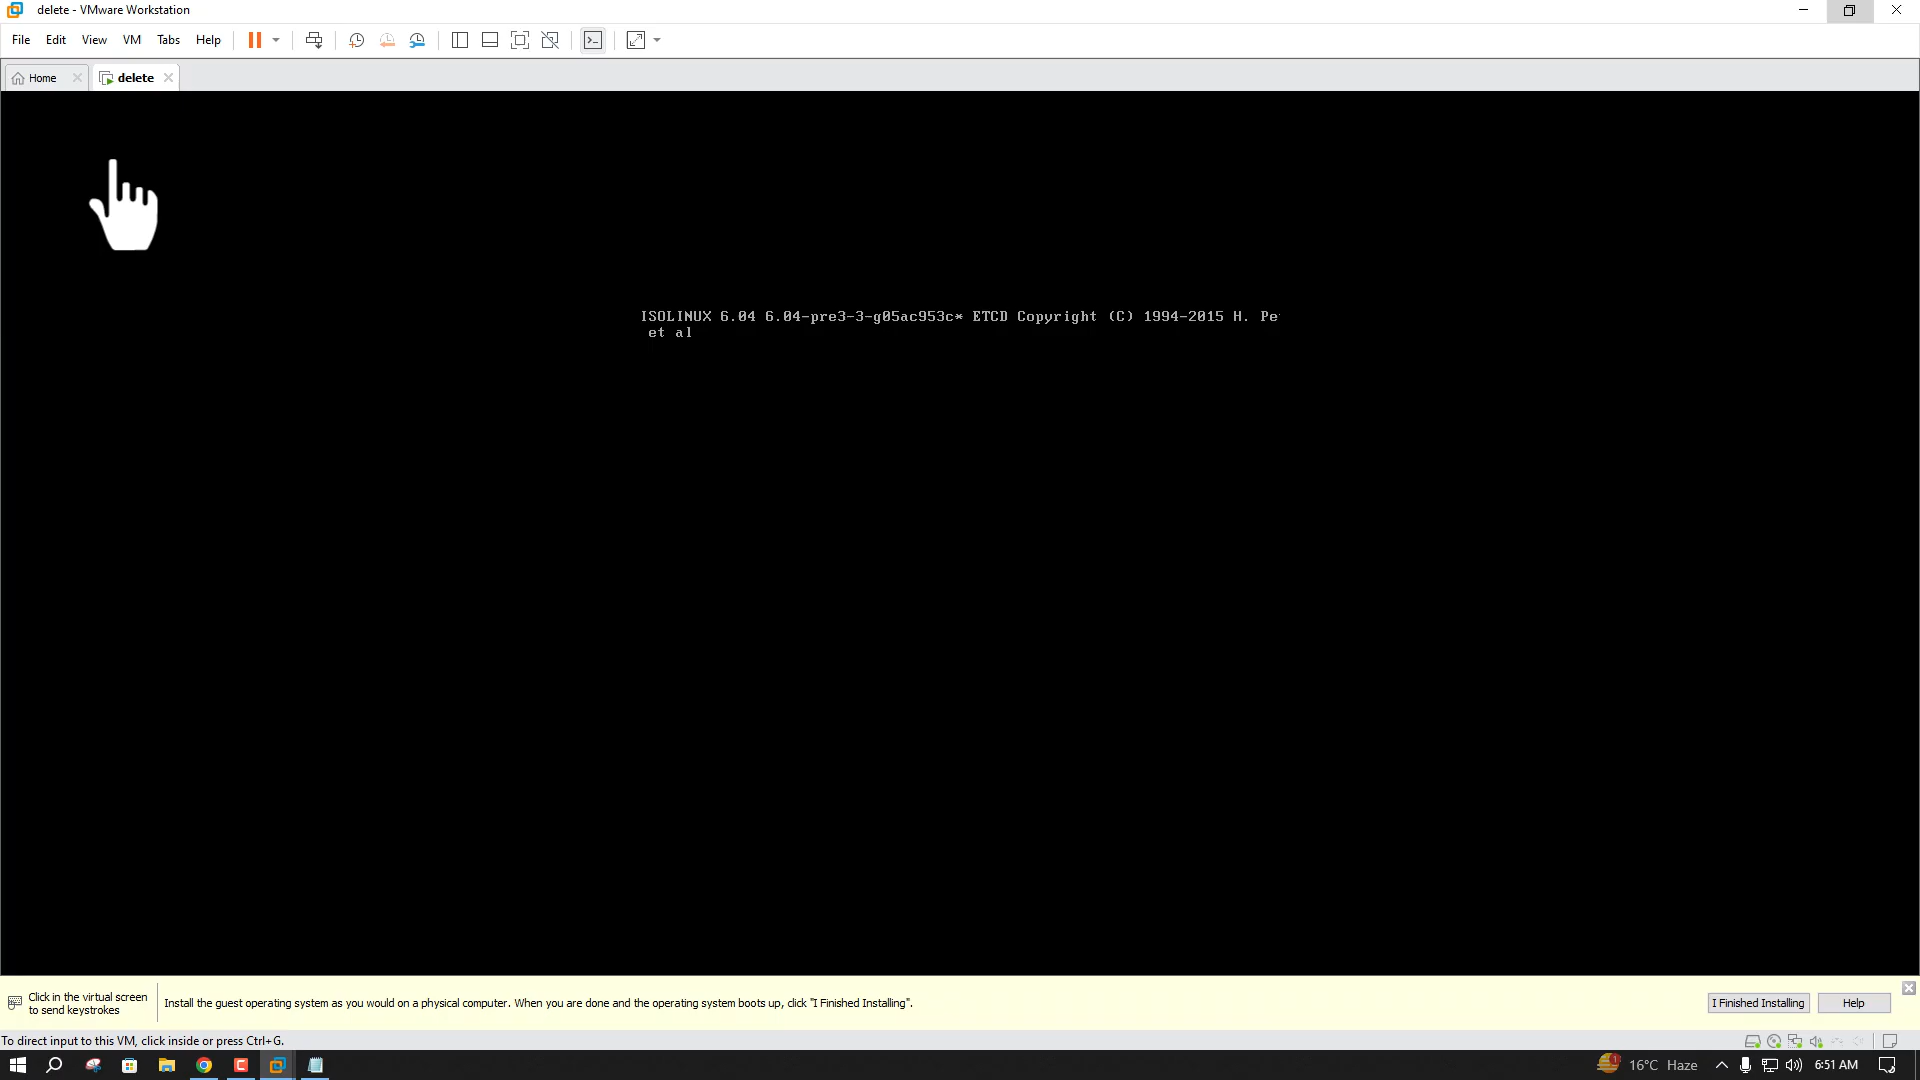 delete - VMware Workstation
File Edit View VM Tabs Help
Home delete
ISOLINUX 6.04 6.04-pre3-3-g05ac953c* ETCD Copyright (C) 1994-2015 H. Pe
et al
Click in the virtual screen
to send keystrokes
Install the guest operating system as you would on a physical computer. When you are done and the operating system boots up, click "I Finished Installing".
I Finished Installing Help
To direct input to this VM, click inside or press Ctrl+G.
16°C Haze 6:51 AM